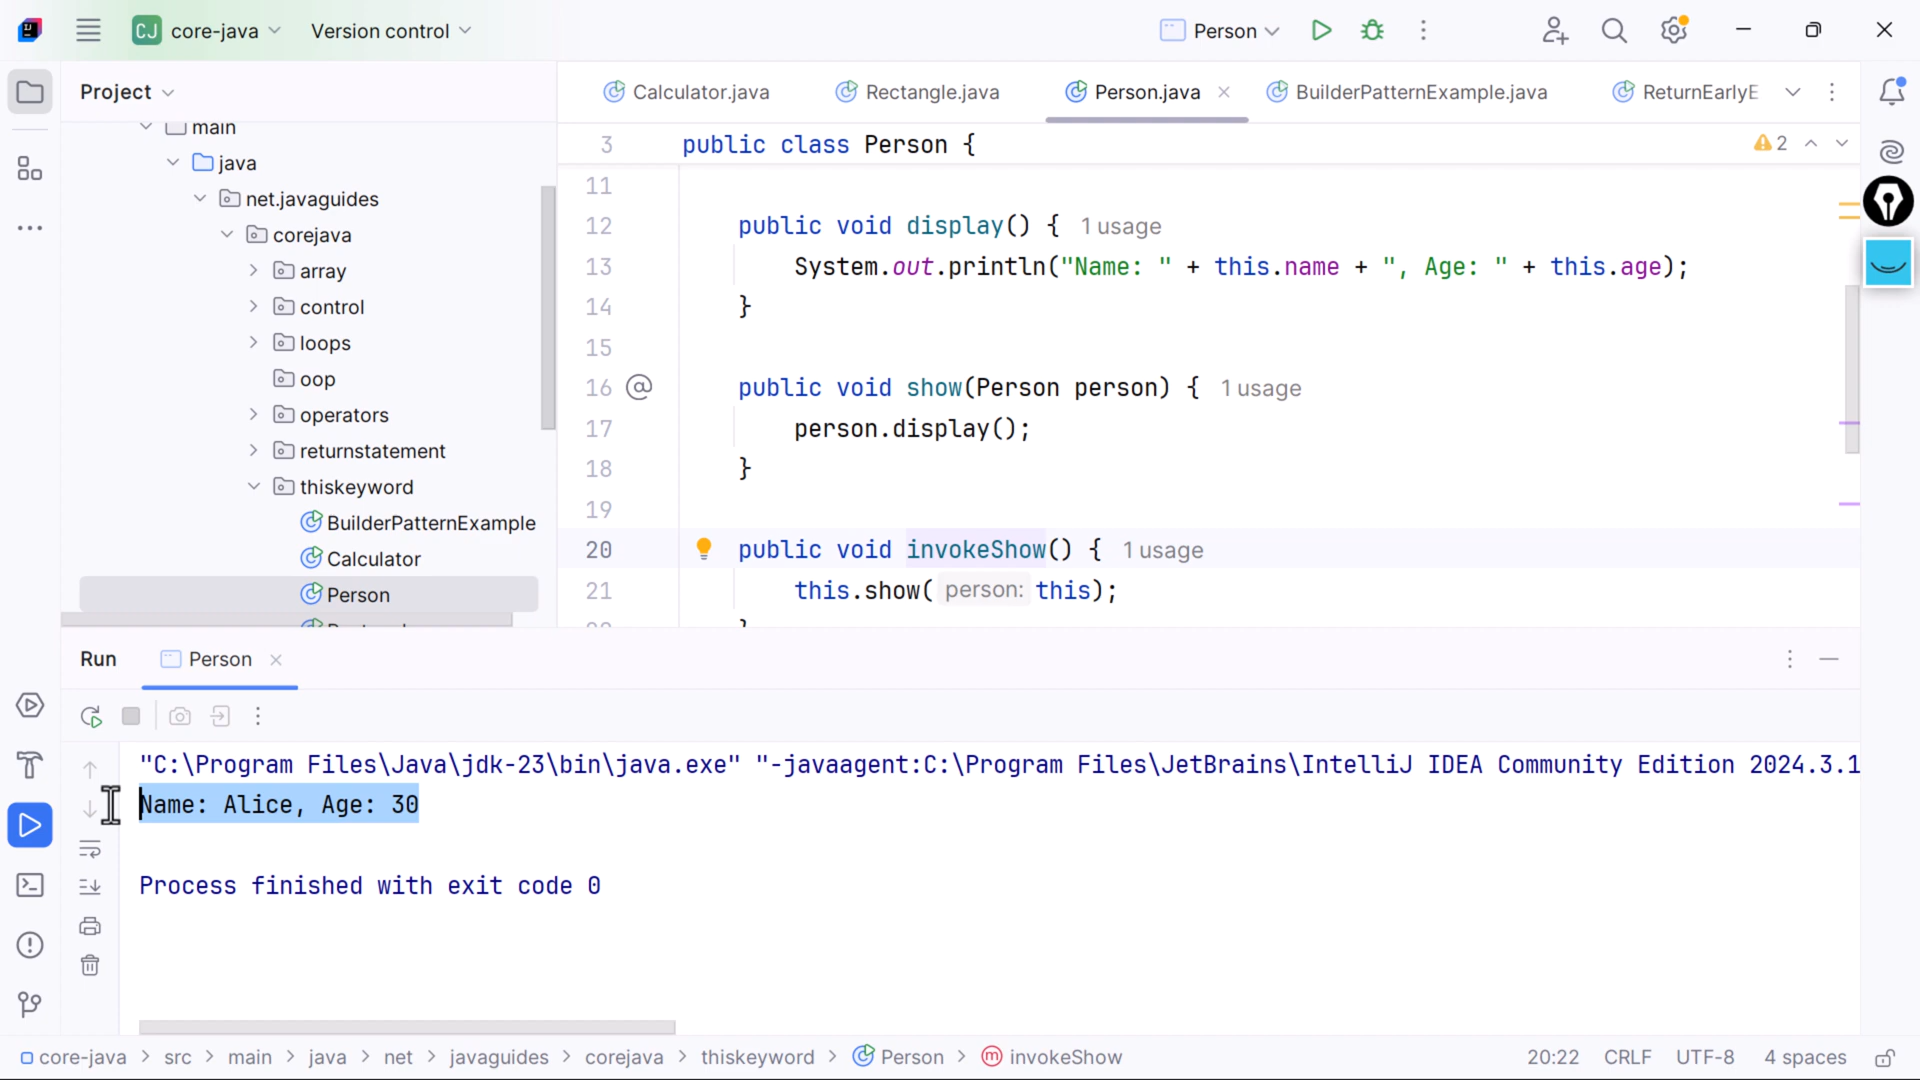 CJ core-java Version control Person
Project
main
java
net.javaguides
corejava
array
control
loops
oop
operators
returnstatement
thiskeyword
BuilderPatternExample
Calculator
Person
Calculator.java Rectangle.java Person.java BuilderPatternExample.java ReturnEarlyE
3 public class Person { 2
11
12 public void display() { 1 usage
13 System.out.println("Name: " + this.name + ", Age: " + this.age);
14 }
15
16 @ public void show(Person person) { 1 usage
17 person.display();
18 }
19
20 public void invokeShow() { 1 usage
21 this.show( person: this);
}
Run Person
"C:\Program Files\Java\jdk-23\bin\java.exe" "-javaagent:C:\Program Files\JetBrains\IntelliJ IDEA Community Edition 2024.3.1
Name: Alice, Age: 30
Process finished with exit code 0
core-java > src > main > java > net > javaguides > corejava > thiskeyword > Person > m invokeShow 20:22 CRLF UTF-8 4 spaces